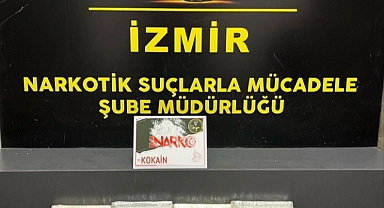 İZMİR
NARKOTİK SUÇLARLA MÜCADELE
ŞUBE MÜDÜRLÜĞÜ
NARKO
KOKAİN